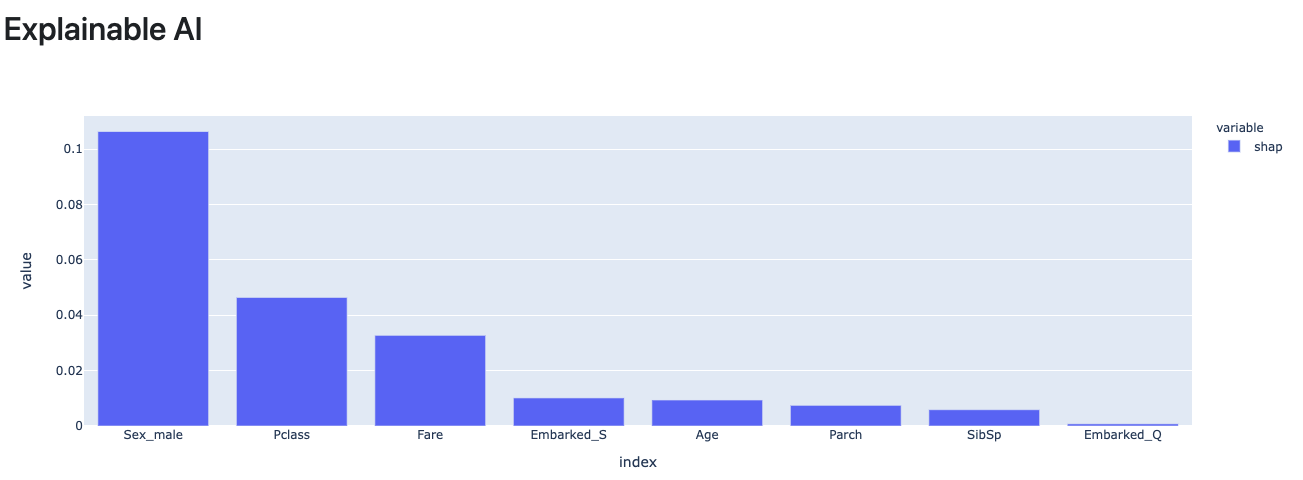 Explainable AI
variable
shap
value
0.1
0.08
0.06
0.04
0.02
0
Sex_male Pclass Fare Embarked_S Age Parch SibSp Embarked_Q
index